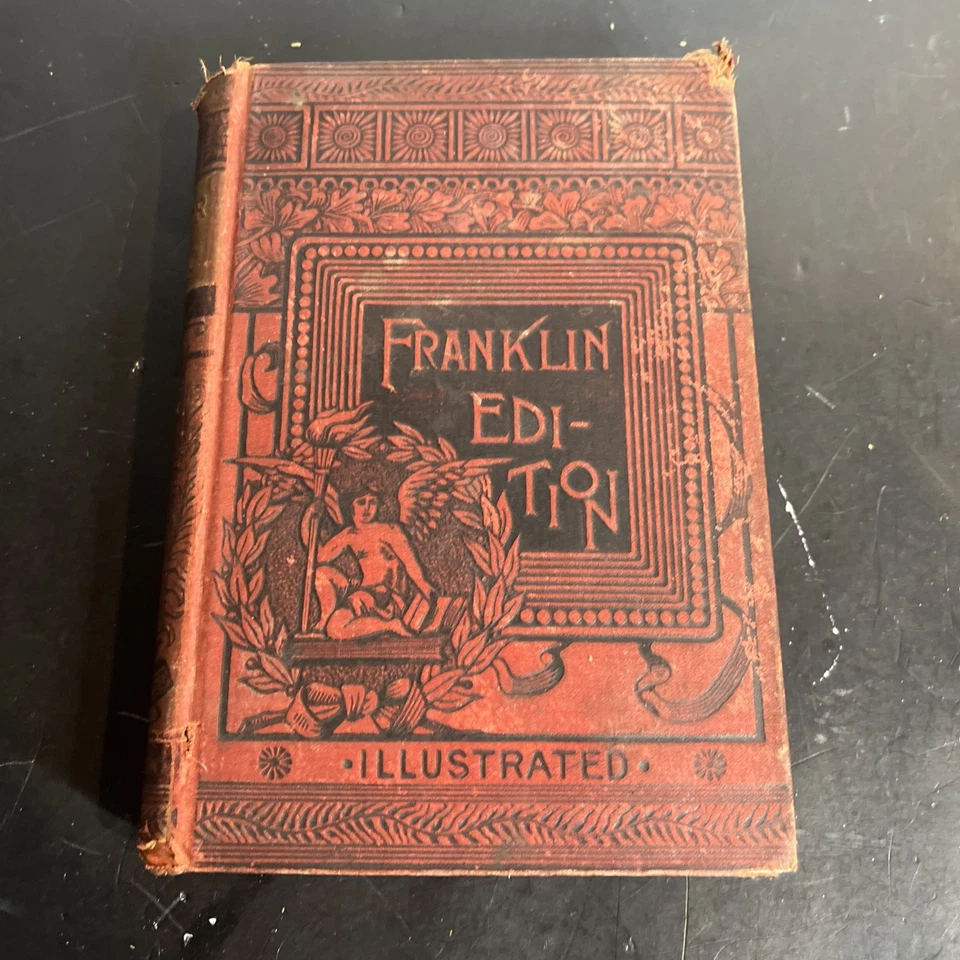 FRANKLIN
EDI-
TION
·ILLUSTRATED·